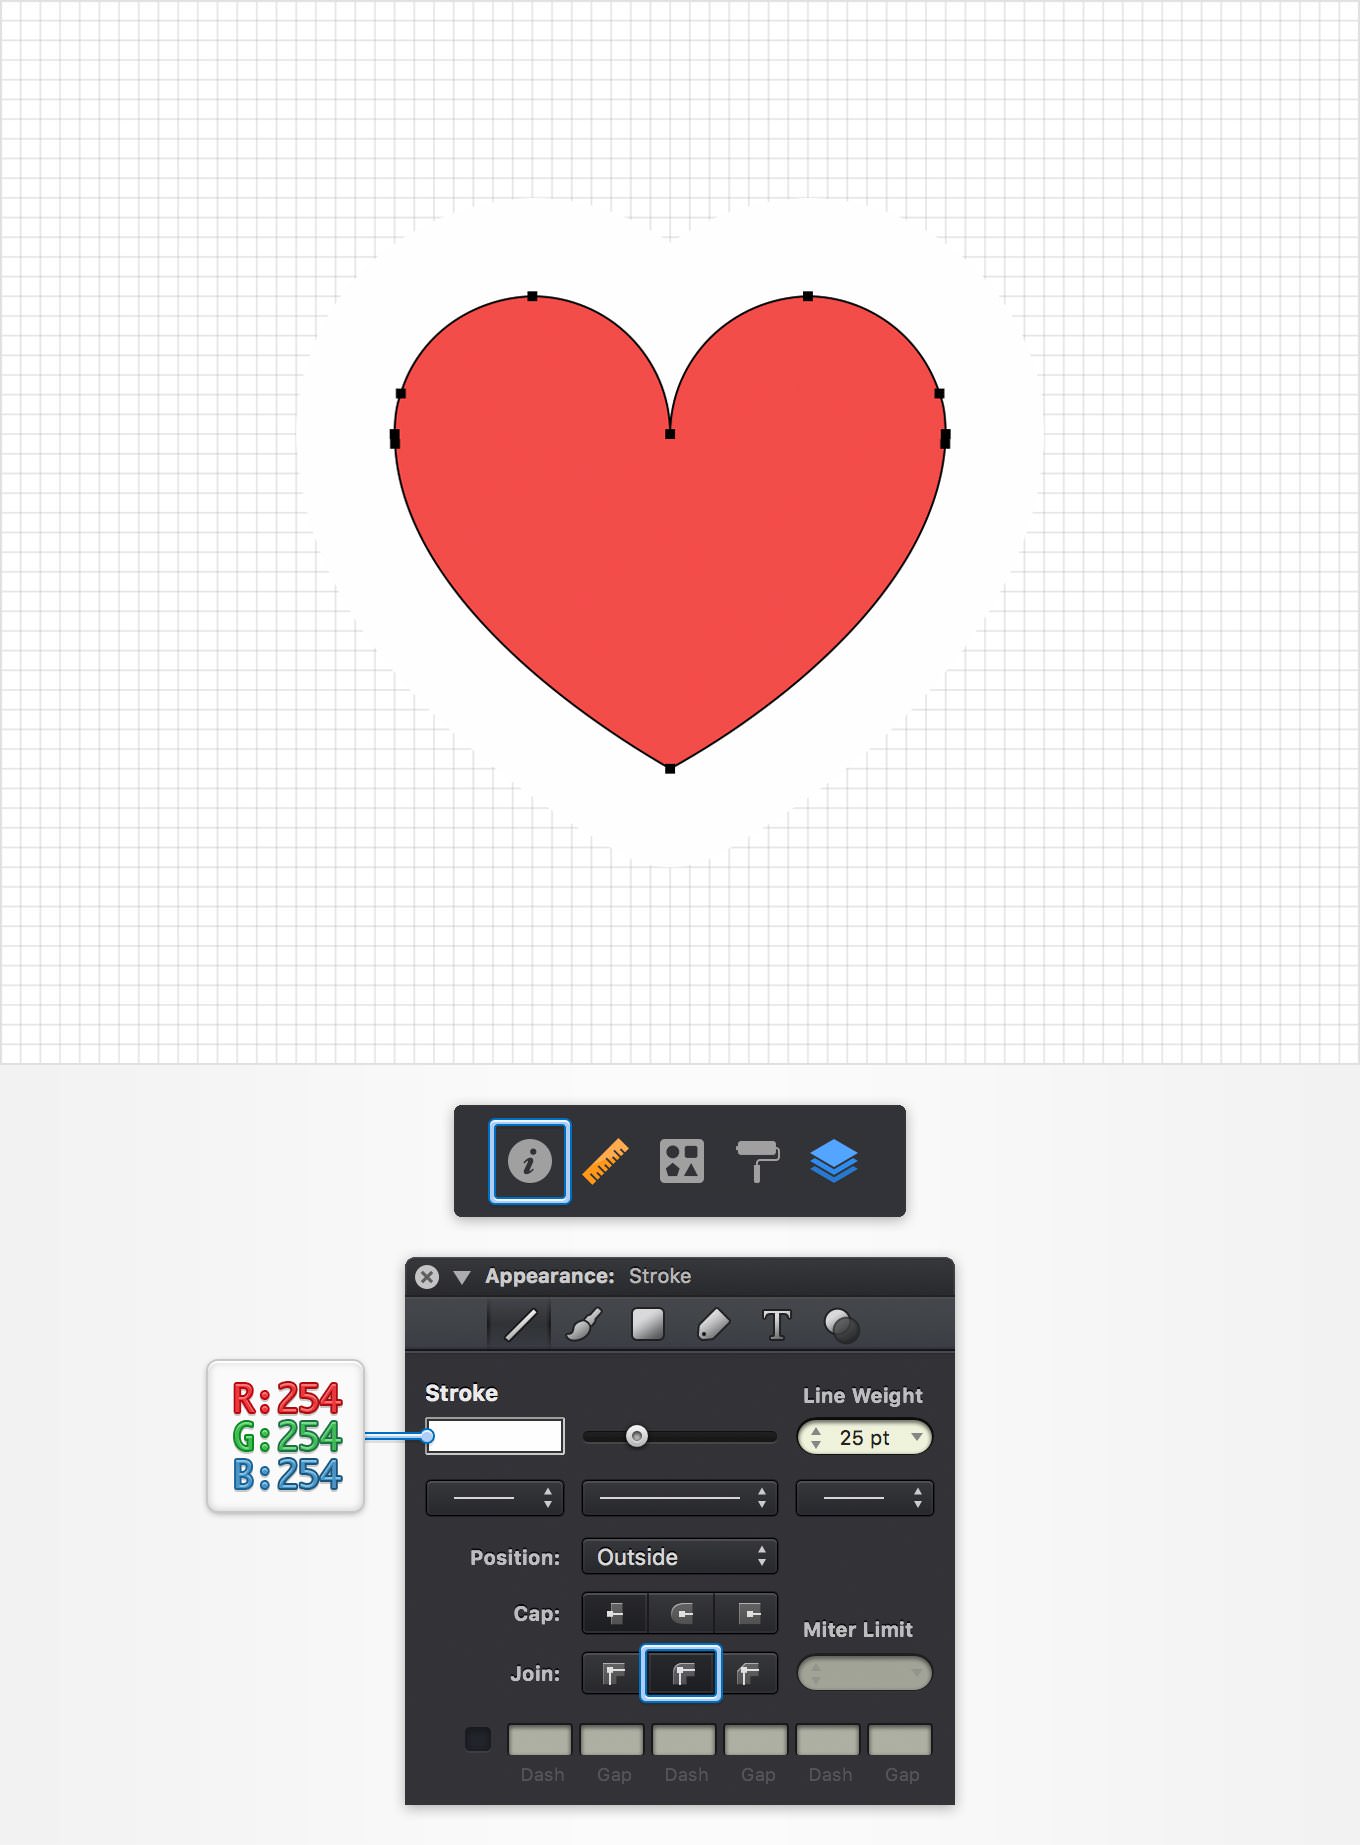 Appearance: Stroke
T
R:254
G:254
B:254
Stroke
Line Weight
25 pt
Position:
Outside
Cap:
Miter Limit
Join:
Dash Gap Dash Gap Dash Gap